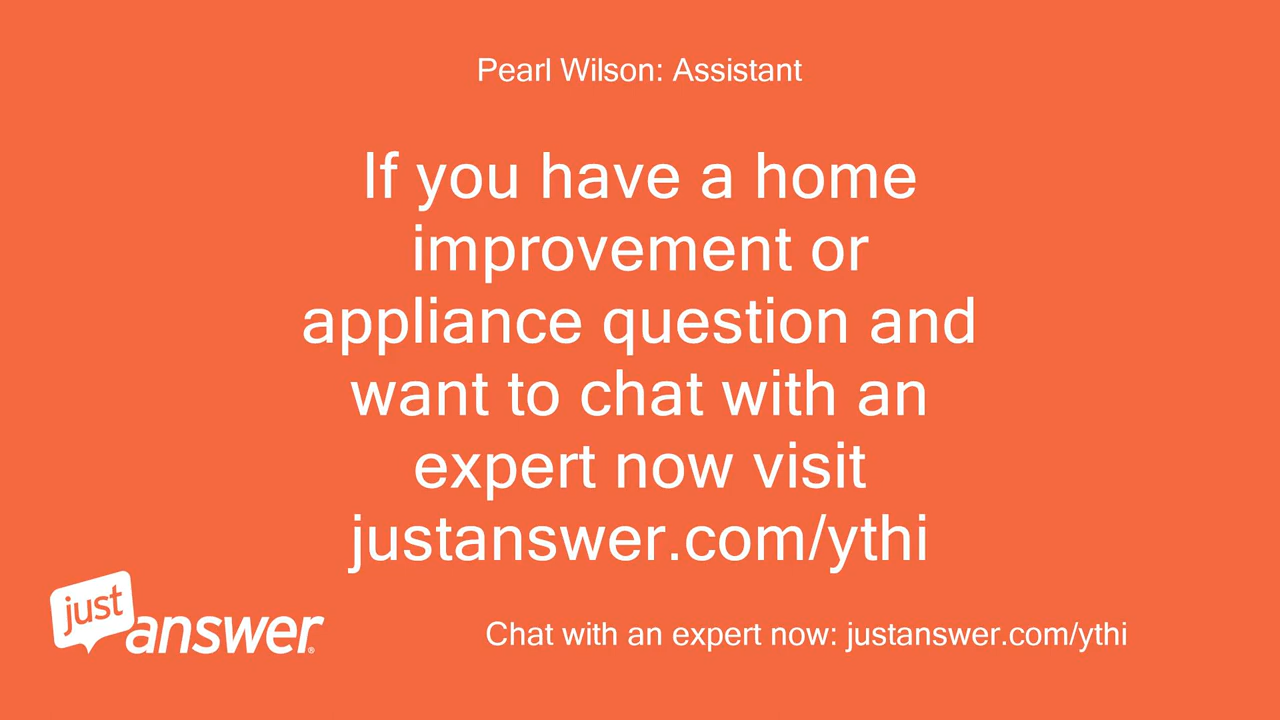 Pearl Wilson: Assistant
If you have a home
improvement or
appliance question and
want to chat with an
expert now visit
justanswer.com/ythi
just
answer®
Chat with an expert now: justanswer.com/ythi